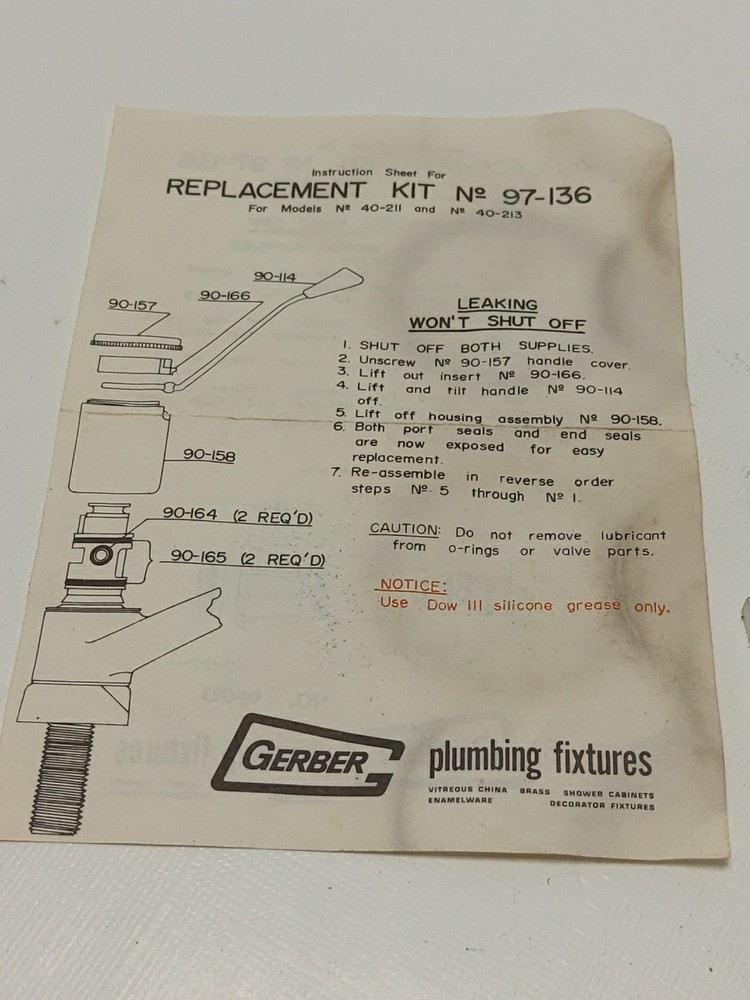 Instruction Sheet For
REPLACEMENT KIT Nº 97-136
For Models Nº 40-211 and Nº 40-213
90-114
90-166
90-157
90-158
90-164 (2 REQ'D)
90-165 (2 REQ'D)
LEAKING
WON'T SHUT OFF
1. SHUT OFF BOTH SUPPLIES.
2. Unscrew Nº 90-157 handle cover.
3. Lift out insert Nº 90-166.
4. Lift and tilt handle Nº 90-114
off.
5. Lift off housing assembly Nº 90-158.
6. Both port seals and end seals
are now exposed for easy
replacement.
7. Re-assemble in reverse order
steps Nº. 5 through Nº 1.
CAUTION: Do not remove lubricant
from o-rings or valve parts.
NOTICE:
Use Dow 111 silicone grease only.
GERBER
plumbing fixtures
VITREOUS CHINA BRASS SHOWER CABINETS
ENAMELWARE DECORATOR FIXTURES